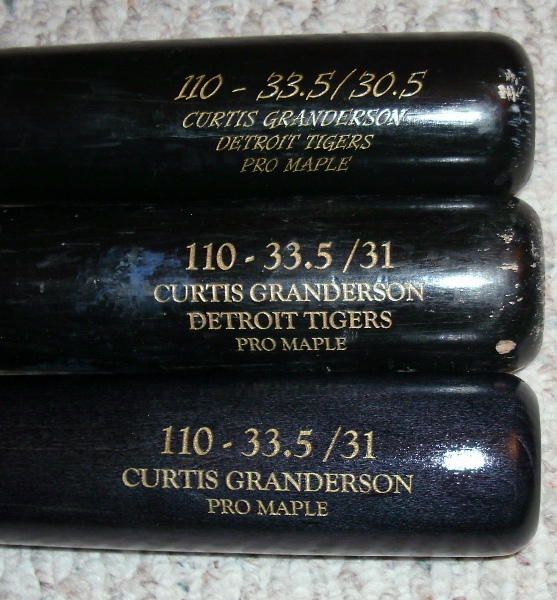 110 - 33.5/30.5
CURTIS GRANDERSON
DETROIT TIGERS
PRO MAPLE
110 - 33.5 /31
CURTIS GRANDERSON
DETROIT TIGERS
PRO MAPLE
110 - 33.5 /31
CURTIS GRANDERSON
PRO MAPLE